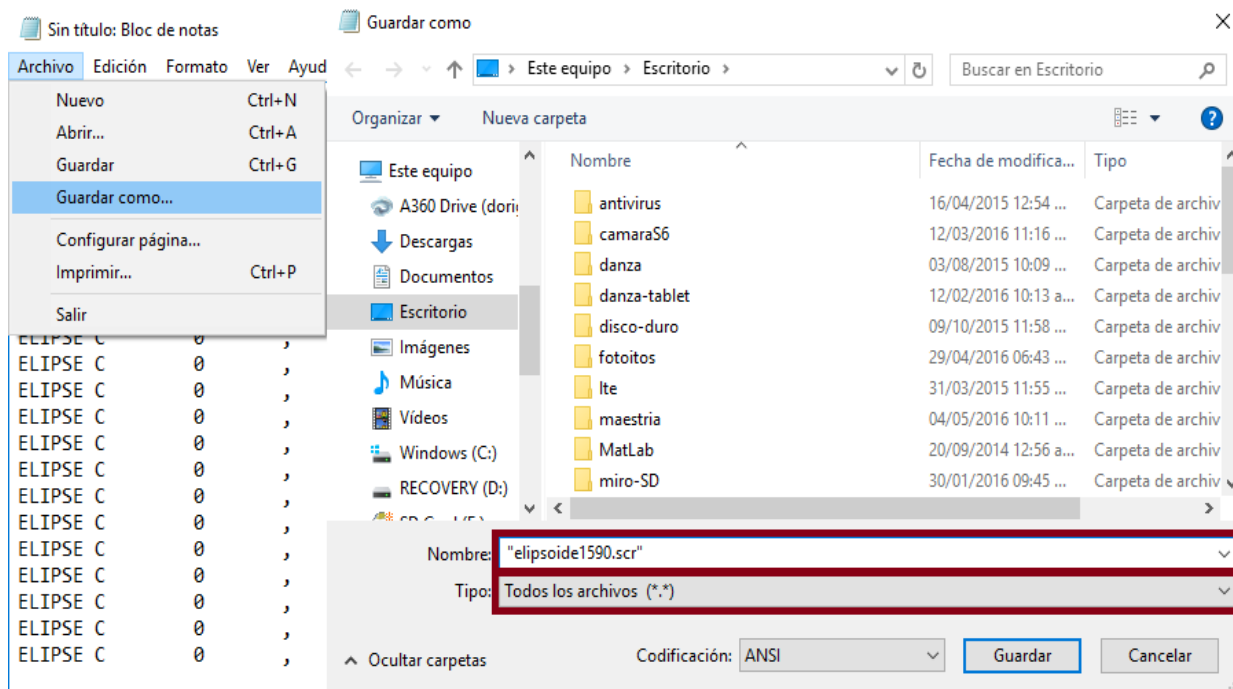 Sin título: Bloc de notas
Archivo Edición Formato Ver Ayud
Nuevo Ctrl+N
Abrir... Ctrl+A
Guardar Ctrl+G
Guardar como...
Configurar página...
Imprimir... Ctrl+P
Salir
ELIPSE C 0 ,
ELIPSE C 0 ,
ELIPSE C 0 ,
ELIPSE C 0 ,
ELIPSE C 0 ,
ELIPSE C 0 ,
ELIPSE C 0 ,
ELIPSE C 0 ,
ELIPSE C 0 ,
ELIPSE C 0 ,
ELIPSE C 0 ,
ELIPSE C 0 ,
ELIPSE C 0 ,
Guardar como
Este equipo › Escritorio ›
Buscar en Escritorio
Organizar Nueva carpeta
Este equipo
A360 Drive (dori
Descargas
Documentos
Escritorio
Imágenes
Música
Vídeos
Windows (C:)
RECOVERY (D:)
Nombre Fecha de modifica... Tipo
antivirus 16/04/2015 12:54 ... Carpeta de archiv
camaraS6 12/03/2016 11:16 ... Carpeta de archiv
danza 03/08/2015 10:09 ... Carpeta de archiv
danza-tablet 12/02/2016 10:13 a... Carpeta de archiv
disco-duro 09/10/2015 11:58 ... Carpeta de archiv
fotoitos 29/04/2016 06:43 ... Carpeta de archiv
lte 31/03/2015 11:55 ... Carpeta de archiv
maestria 04/05/2016 10:11 ... Carpeta de archiv
MatLab 20/09/2014 12:56 a... Carpeta de archiv
miro-SD 30/01/2016 09:45 ... Carpeta de archiv
Nombre: "elipsoide1590.scr"
Tipo: Todos los archivos (*.*)
Ocultar carpetas
Codificación: ANSI
Guardar
Cancelar